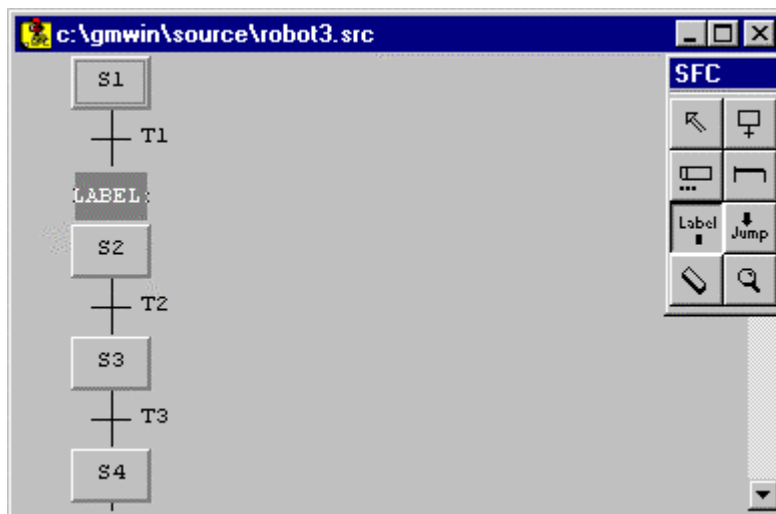 c:\gmwin\source\robot3.src
SFC
S1
T1
LABEL:
Label
Jump
S2
T2
S3
T3
S4